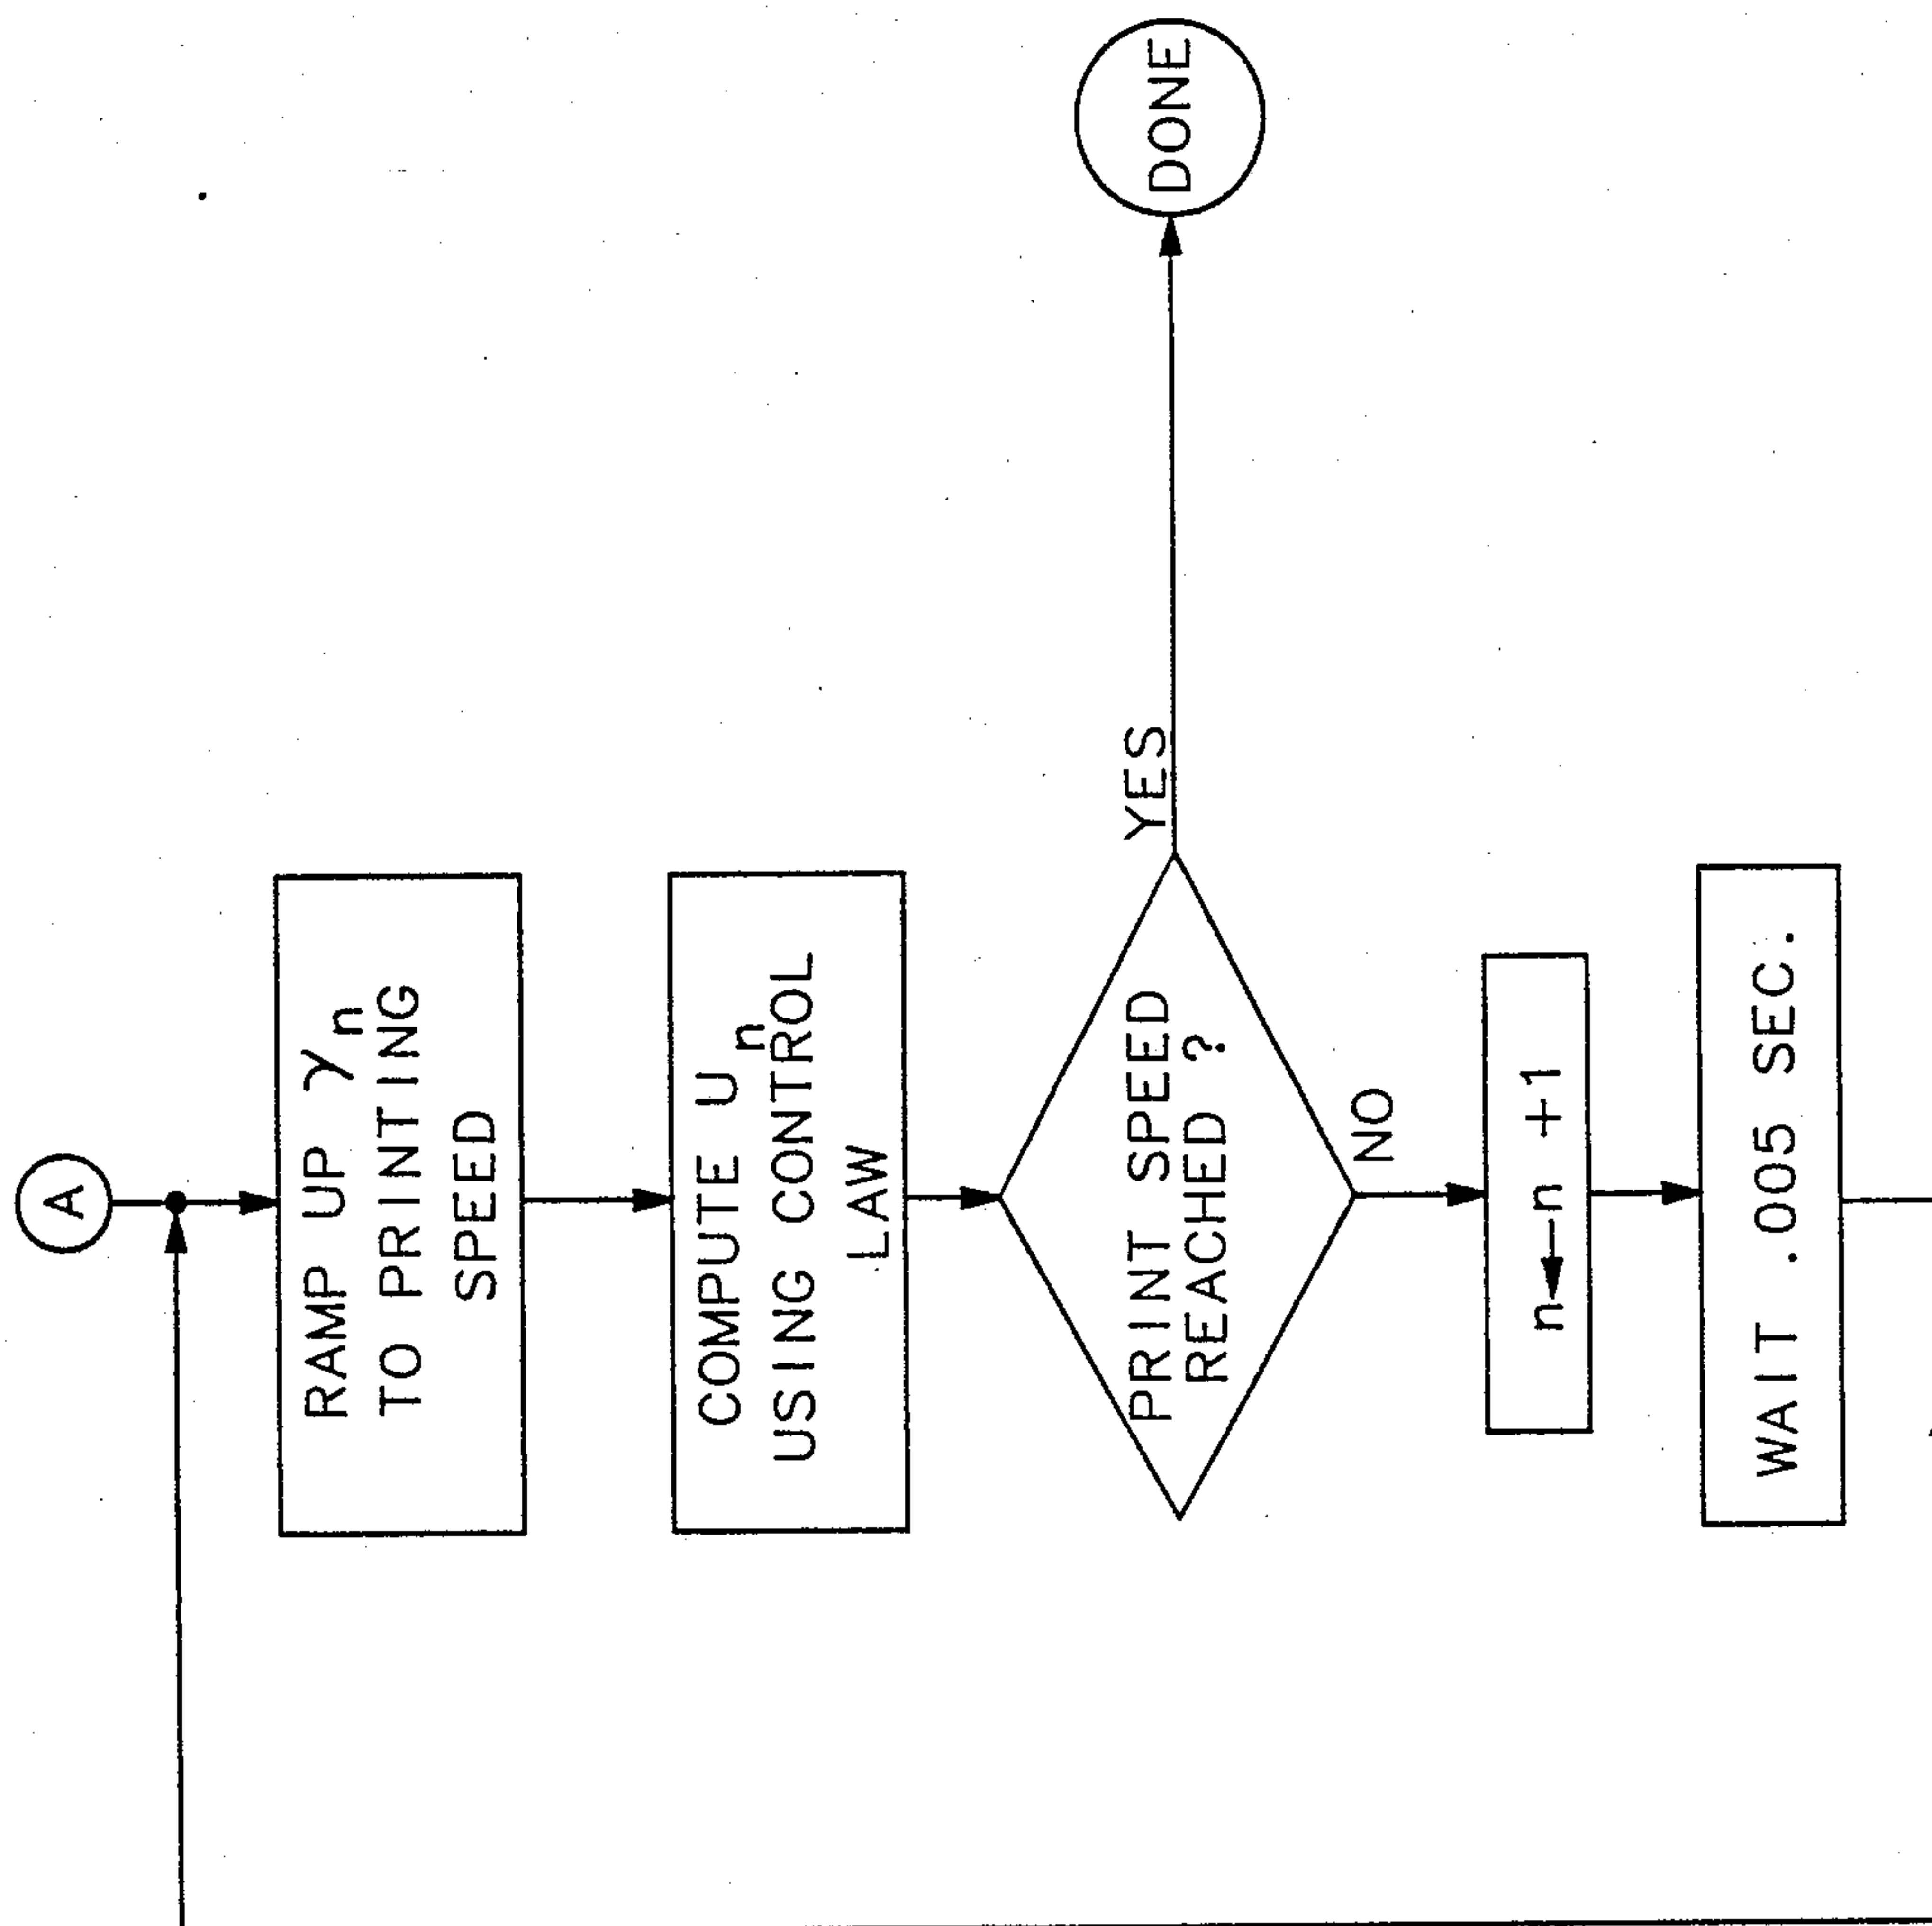 A
RAMP UP γn
TO PRINTING
SPEED
COMPUTE Un
USING CONTROL
LAW
PRINT SPEED
REACHED ?
YES
DONE
NO
n←n +1
WAIT .005 SEC.